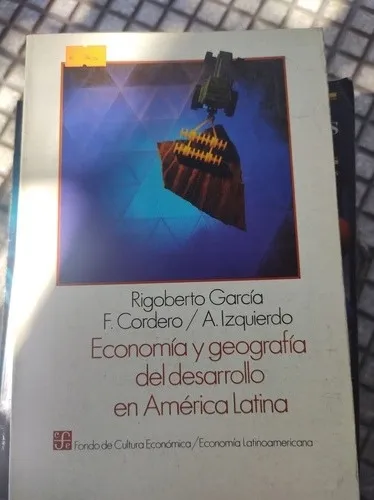 Rigoberto García
F. Cordero / A. Izquierdo
Economía y geografía
del desarrollo
en América Latina
Fondo de Cultura Económica/Economía Latinoamericana